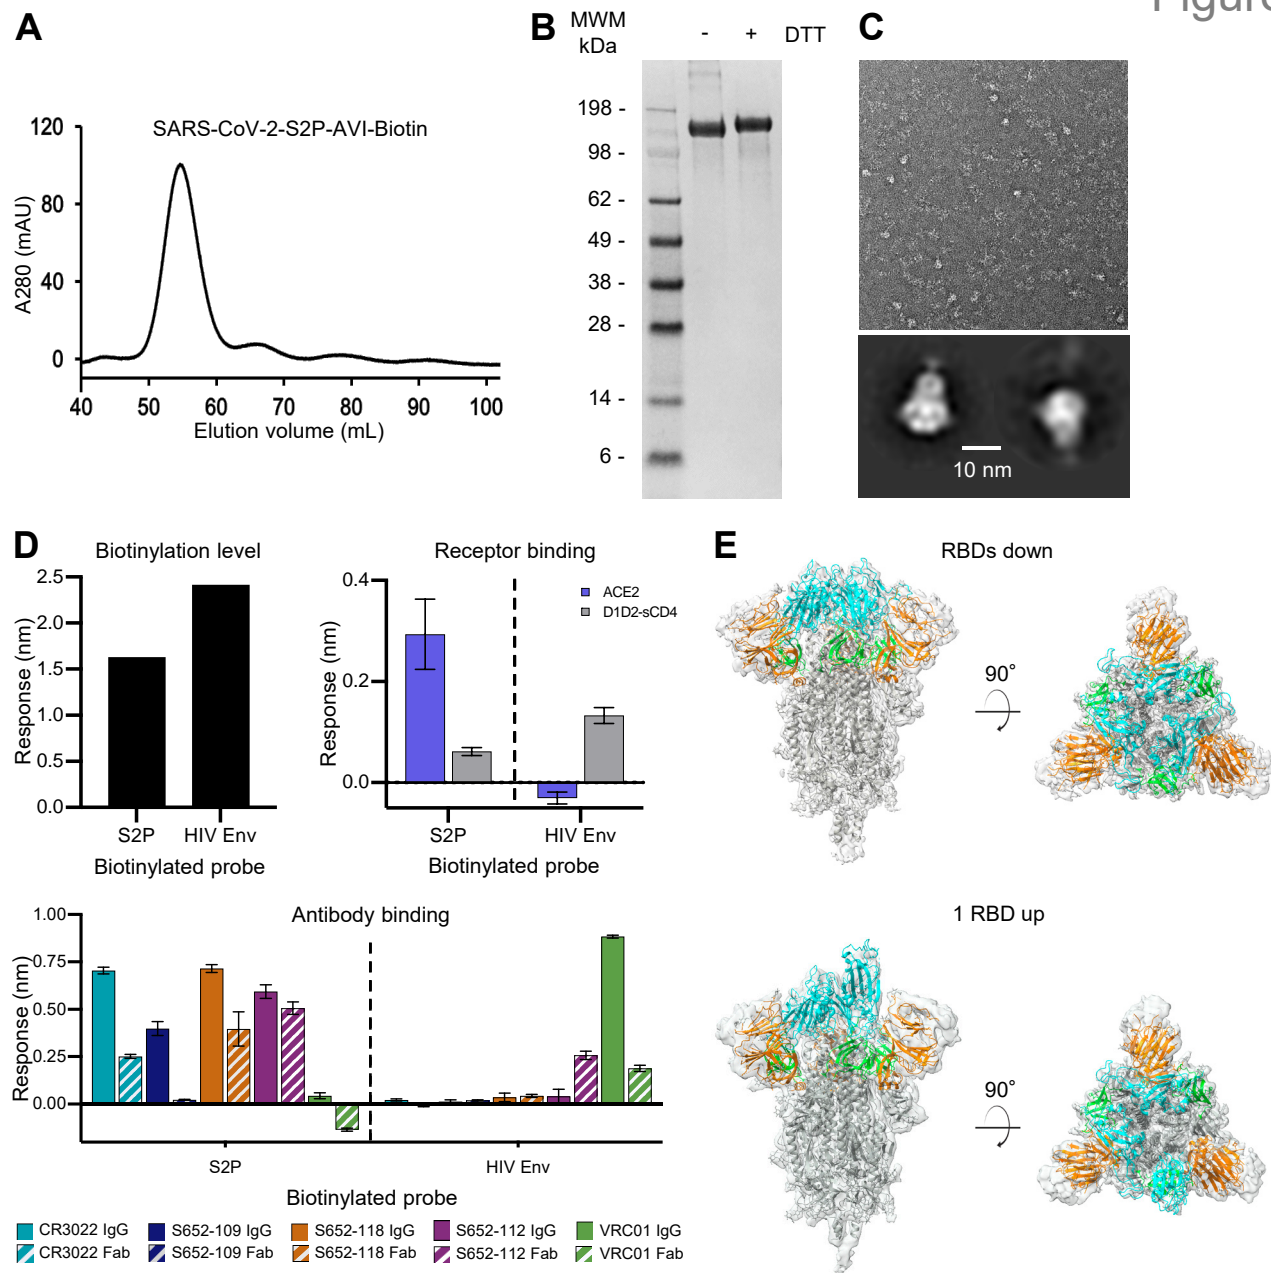 Figure
A
SARS-CoV-2-S2P-AVI-Biotin
A280 (mAU)
120
80
40
0
40 50 60 70 80 90 100
Elution volume (mL)
B
MWM
kDa
- + DTT
198 -
98 -
62 -
49 -
38 -
28 -
14 -
6 -
C
10 nm
D
Biotinylation level
Response (nm)
2.5
2.0
1.5
1.0
0.5
0.0
S2P HIV Env
Biotinylated probe
Receptor binding
Response (nm)
0.4
0.2
0.0
ACE2
D1D2-sCD4
S2P HIV Env
Biotinylated probe
Antibody binding
Response (nm)
1.00
0.75
0.50
0.25
0.00
S2P HIV Env
Biotinylated probe
CR3022 IgG S652-109 IgG S652-118 IgG S652-112 IgG VRC01 IgG
CR3022 Fab S652-109 Fab S652-118 Fab S652-112 Fab VRC01 Fab
E
RBDs down
90°
1 RBD up
90°